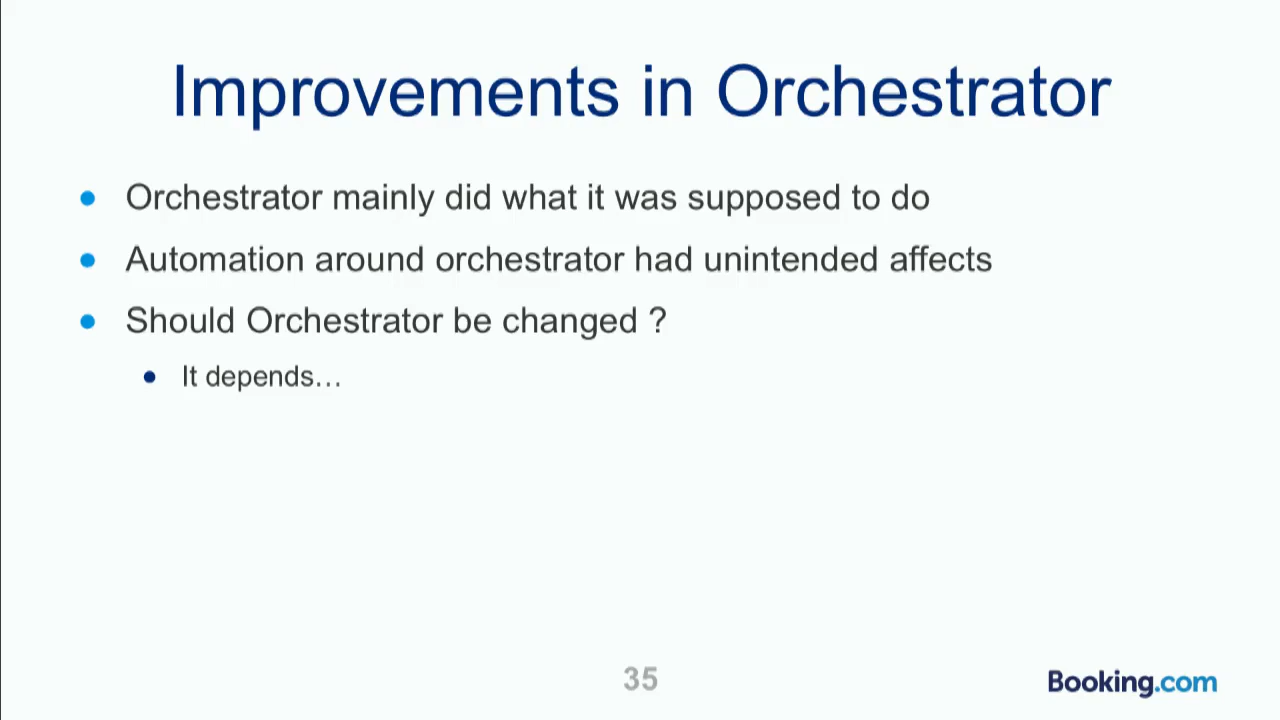 Improvements in Orchestrator
Orchestrator mainly did what it was supposed to do
Automation around orchestrator had unintended affects
Should Orchestrator be changed ?
It depends…
35
Booking.com